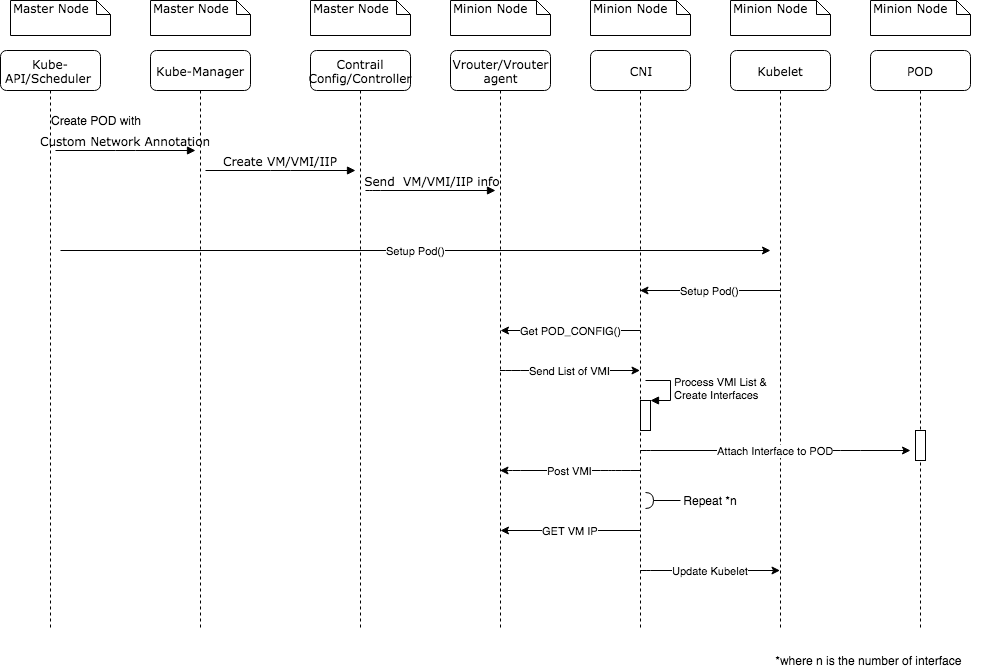 Master Node
Master Node
Master Node
Minion Node
Minion Node
Minion Node
Minion Node
Kube-
API/Scheduler
Kube-Manager
Contrail
Config/Controller
Vrouter/Vrouter
agent
CNI
Kubelet
POD
Create POD with
Custom Network Annotation
Create VM/VMI/IIP
Send VM/VMI/IIP info
Setup Pod()
Setup Pod()
Get POD_CONFIG()
Send List of VMI
Process VMI List &
Create Interfaces
Attach Interface to POD
Post VMI
Repeat *n
GET VM IP
Update Kubelet
*where n is the number of interface